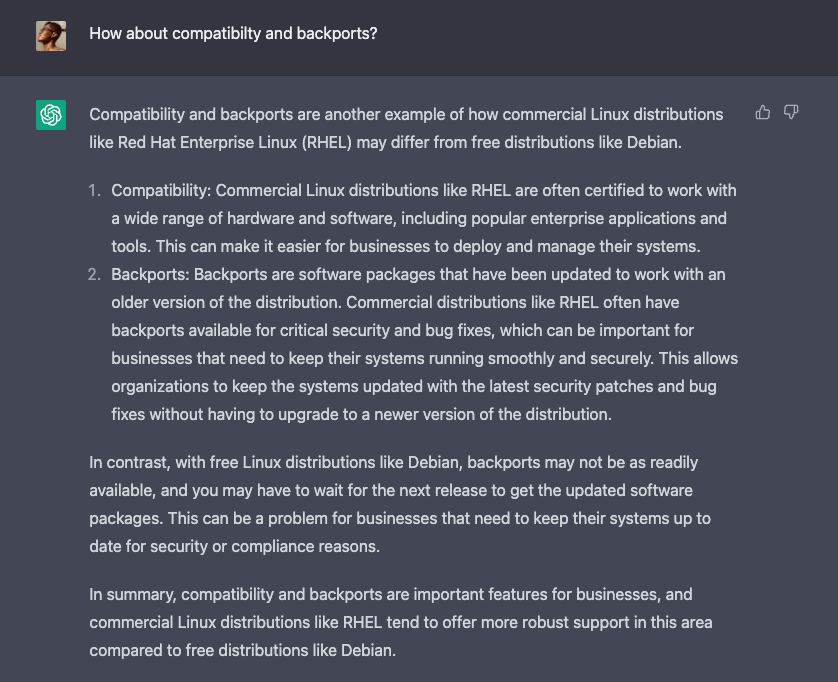 How about compatibilty and backports?
Compatibility and backports are another example of how commercial Linux distributions
like Red Hat Enterprise Linux (RHEL) may differ from free distributions like Debian.
1. Compatibility: Commercial Linux distributions like RHEL are often certified to work with
a wide range of hardware and software, including popular enterprise applications and
tools. This can make it easier for businesses to deploy and manage their systems.
2. Backports: Backports are software packages that have been updated to work with an
older version of the distribution. Commercial distributions like RHEL often have
backports available for critical security and bug fixes, which can be important for
businesses that need to keep their systems running smoothly and securely. This allows
organizations to keep the systems updated with the latest security patches and bug
fixes without having to upgrade to a newer version of the distribution.
In contrast, with free Linux distributions like Debian, backports may not be as readily
available, and you may have to wait for the next release to get the updated software
packages. This can be a problem for businesses that need to keep their systems up to
date for security or compliance reasons.
In summary, compatibility and backports are important features for businesses, and
commercial Linux distributions like RHEL tend to offer more robust support in this area
compared to free distributions like Debian.